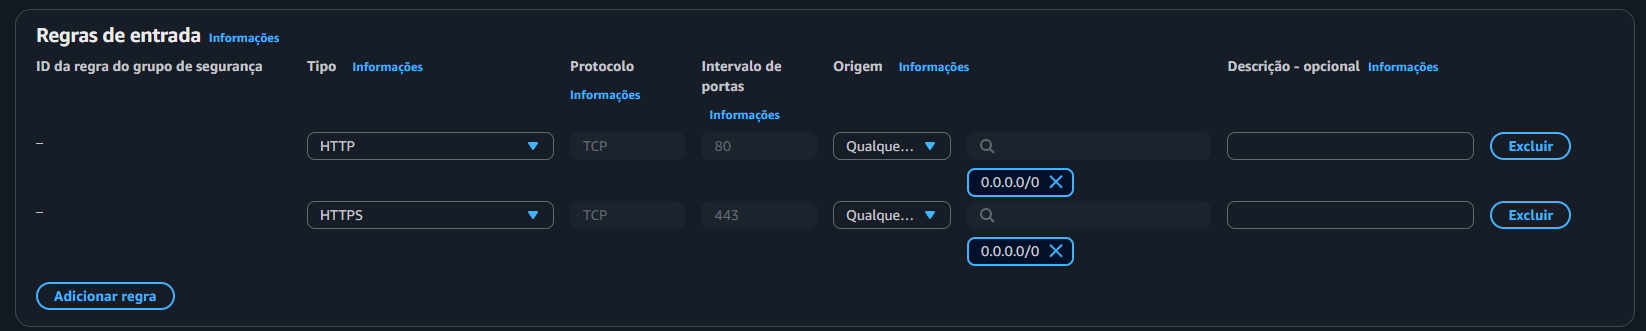 Regras de entrada Informações
ID da regra do grupo de segurança Tipo Informações Protocolo Informações Intervalo de portas Informações Origem Informações Descrição - opcional Informações
– HTTP TCP 80 Qualque... Excluir
0.0.0.0/0
– HTTPS TCP 443 Qualque... Excluir
0.0.0.0/0
Adicionar regra